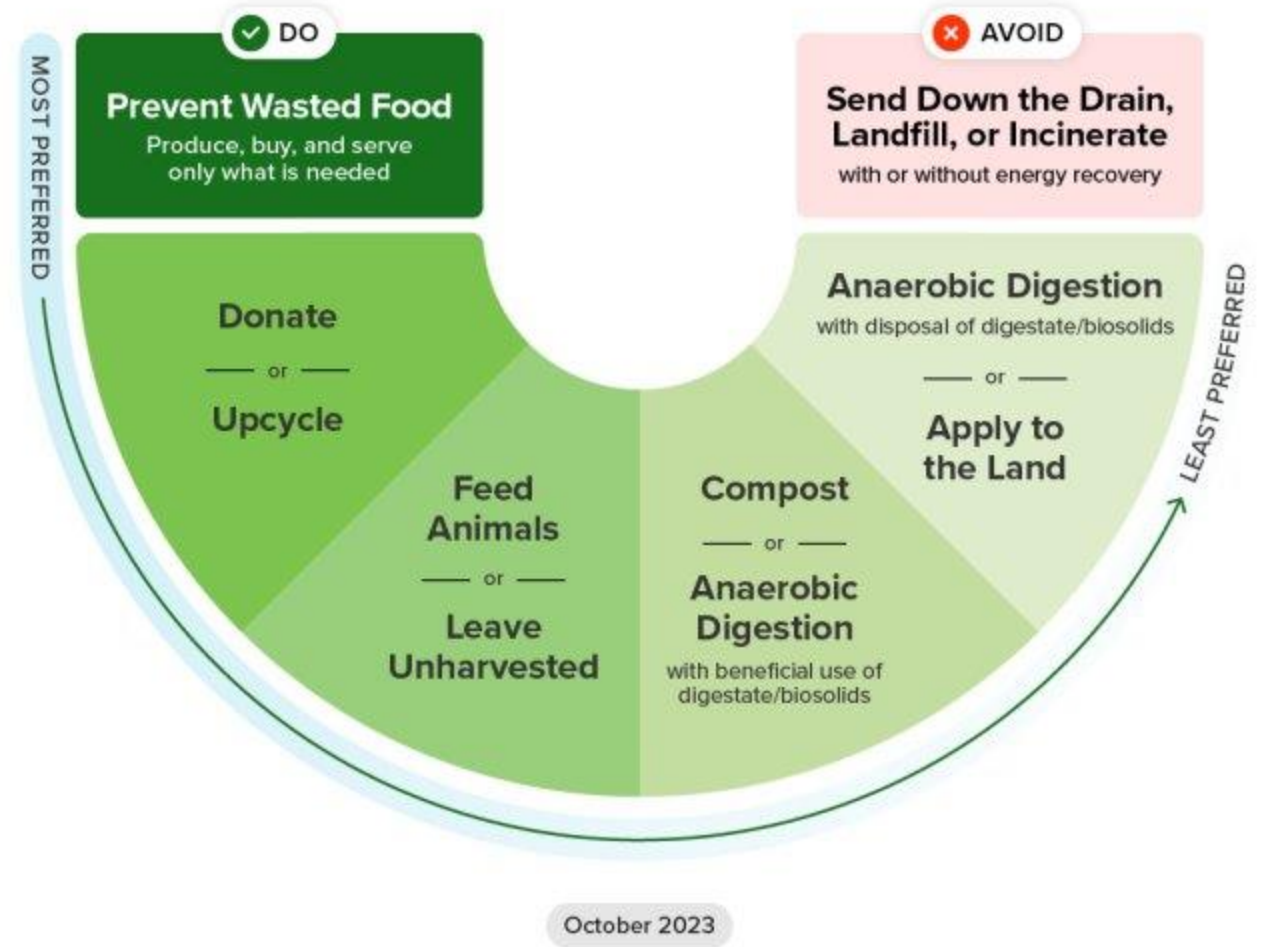 DO
Prevent Wasted Food
Produce, buy, and serve
only what is needed
AVOID
Send Down the Drain,
Landfill, or Incinerate
with or without energy recovery
MOST PREFERRED
Donate
or
Upcycle
Feed
Animals
or
Leave
Unharvested
Compost
or
Anaerobic
Digestion
with beneficial use of
digestate/biosolids
Anaerobic Digestion
with disposal of digestate/biosolids
or
Apply to
the Land
LEAST PREFERRED
October 2023